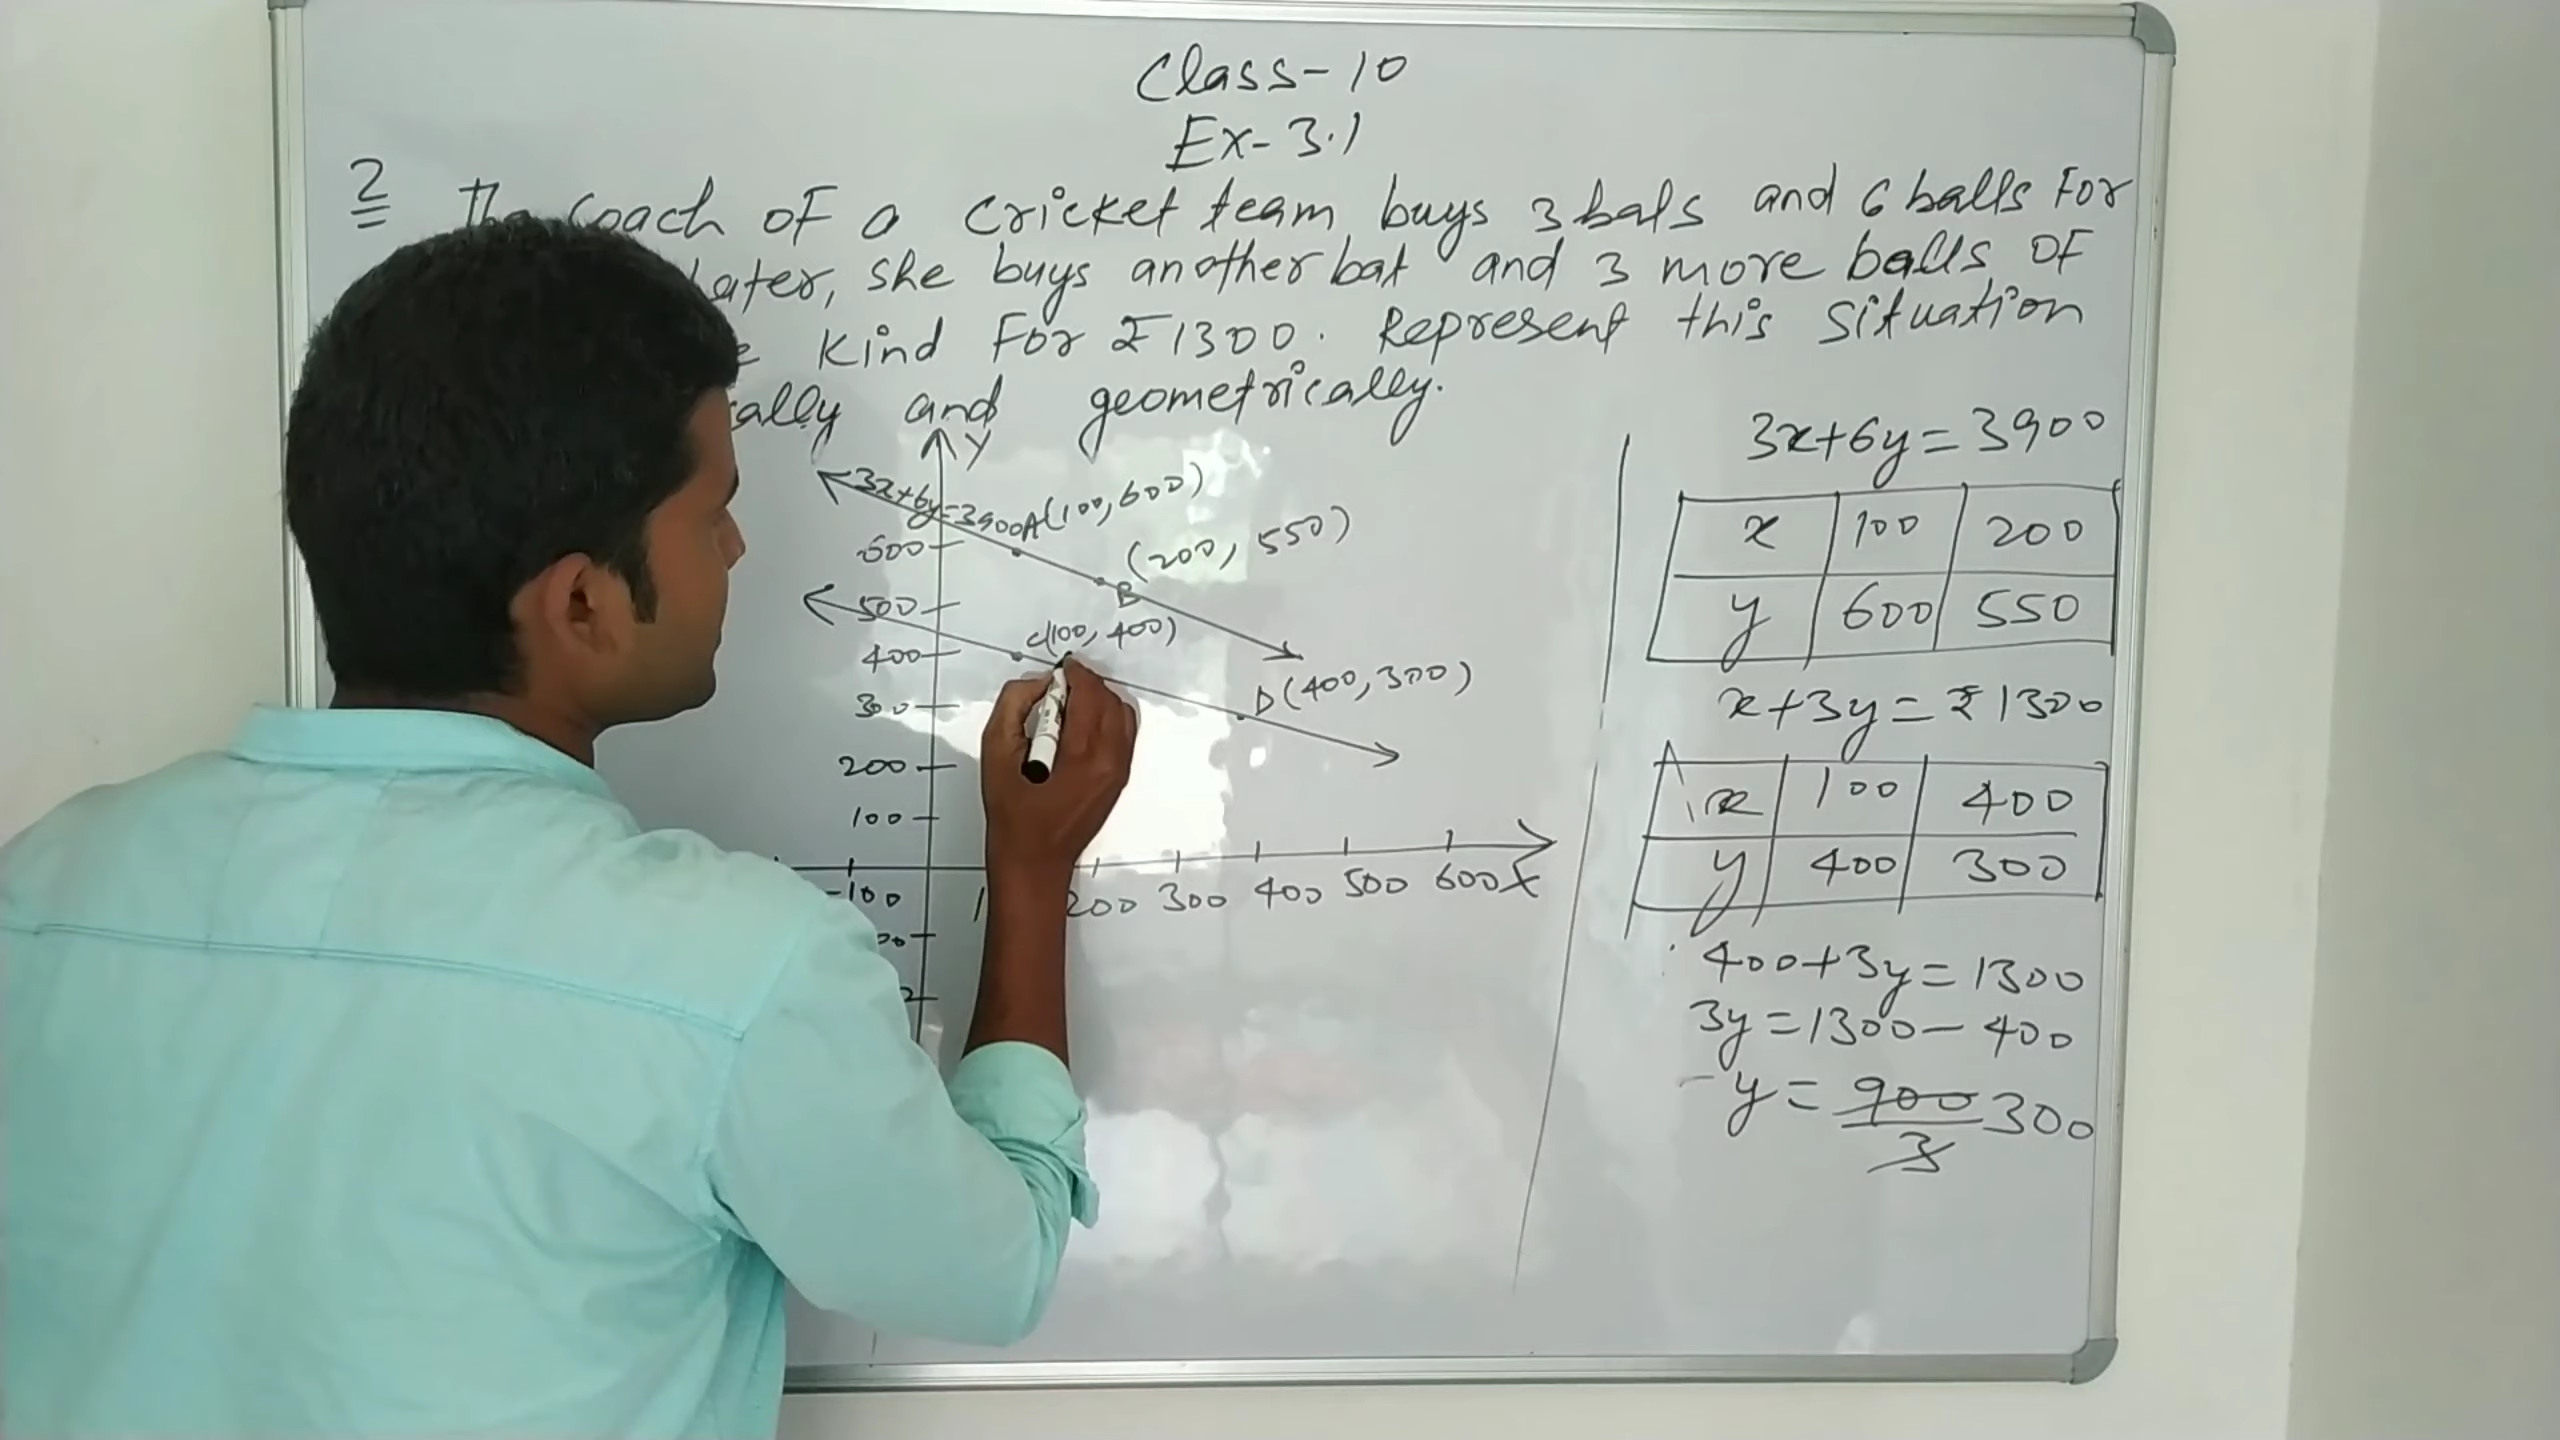 Class-10
Ex-3.1
2 The coach of a cricket team buys 3 bats and 6 balls for
later, she buys another bat and 3 more balls of
kind for ₹1300. Represent this situation
ally and geometrically.
Y
3x+6y=3900 A(100,600)
(200, 550)
B
600
500
400
300
200
100
C(100, 400)
D(400,300)
-100
200 300 400 500 600 X
3x+6y=3900
x 100 200
y 600 550
x+3y=₹1300
x 100 400
y 400 300
400+3y=1300
3y=1300-400
y=900/3 300